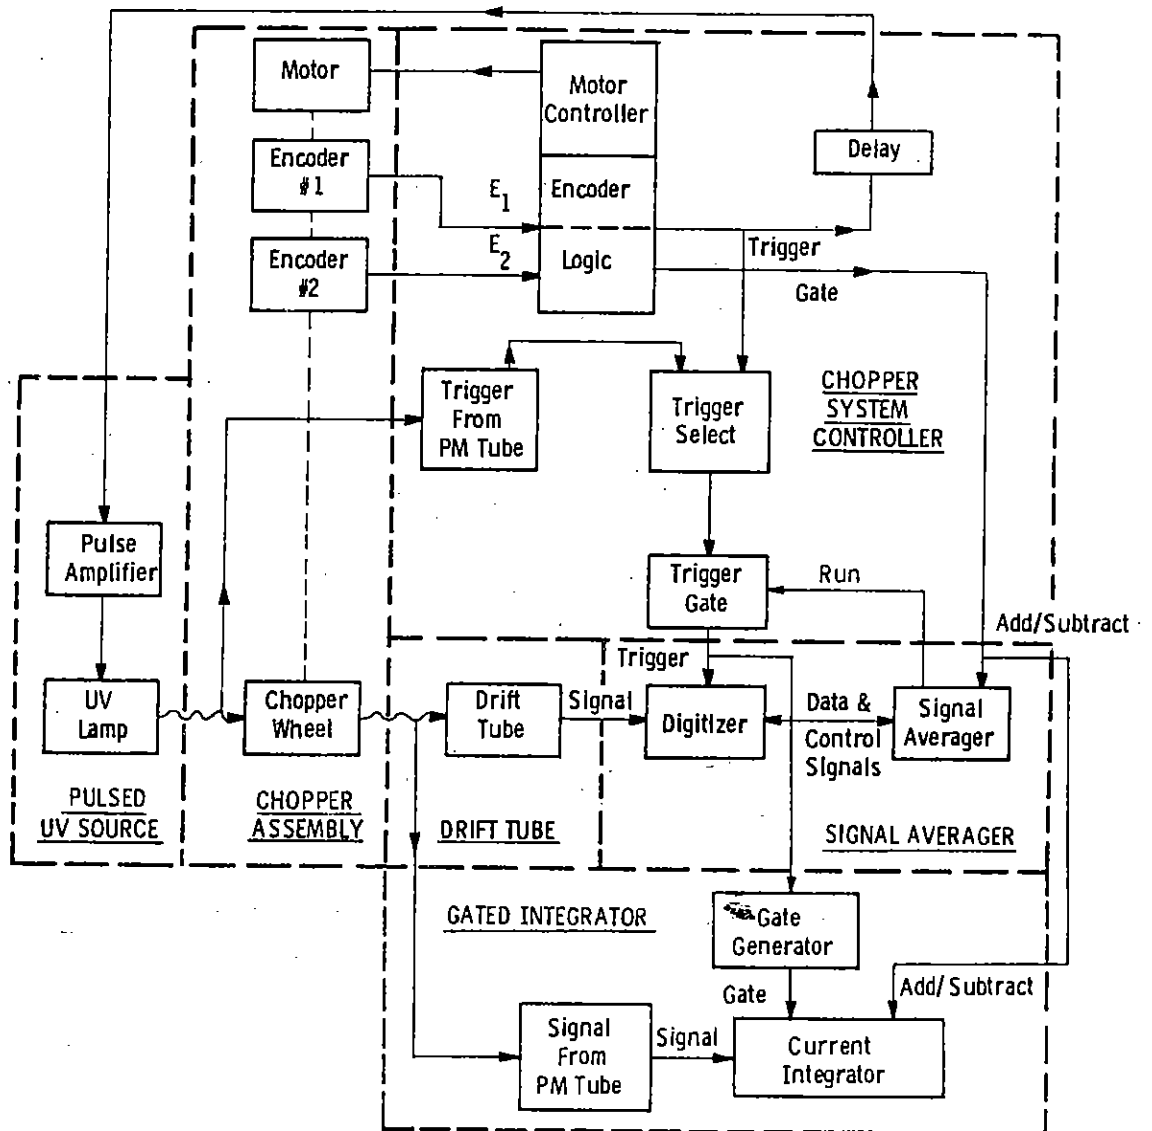 Motor
Motor
Controller
Encoder
#1
Encoder
#2
E1
E2
Encoder
Logic
Delay
Trigger
Gate
Trigger
From
PM Tube
Trigger
Select
CHOPPER
SYSTEM
CONTROLLER
Pulse
Amplifier
Trigger
Gate
Run
Add/Subtract
UV
Lamp
Chopper
Wheel
Drift
Tube
Signal
Trigger
Digitizer
Data &
Control
Signals
Signal
Averager
PULSED
UV SOURCE
CHOPPER
ASSEMBLY
DRIFT TUBE
SIGNAL AVERAGER
GATED INTEGRATOR
Gate
Generator
Gate
Add/Subtract
Signal
From
PM Tube
Signal
Current
Integrator